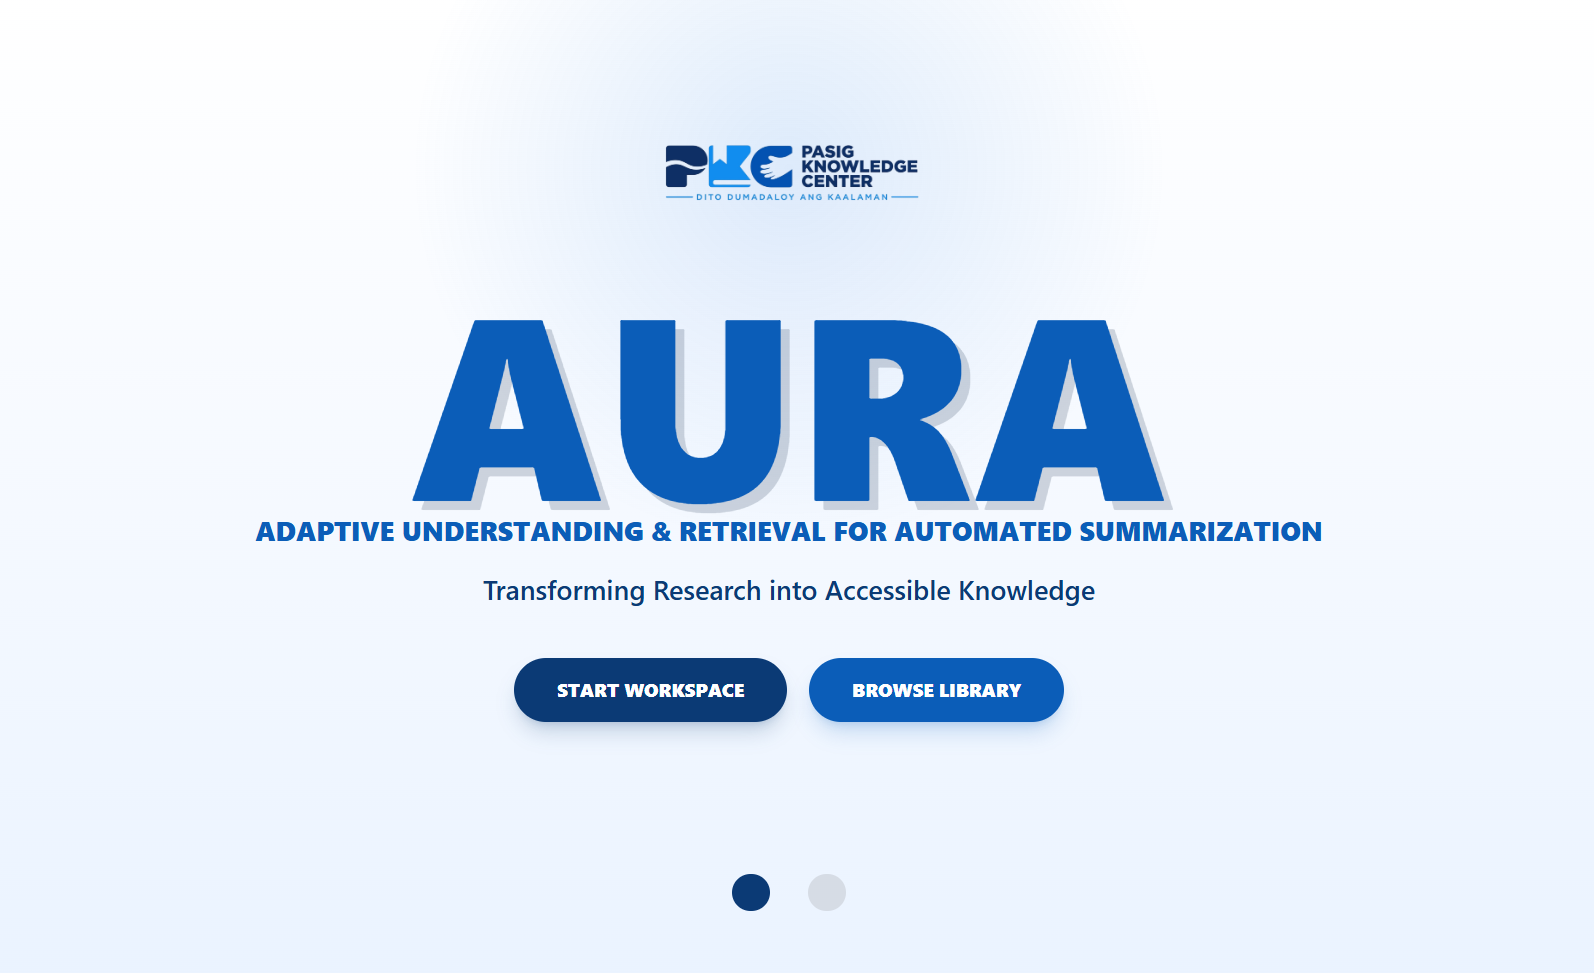 PKC
PASIG
KNOWLEDGE
CENTER
DITO DUMADALOY ANG KAALAMAN
AURA
ADAPTIVE UNDERSTANDING & RETRIEVAL FOR AUTOMATED SUMMARIZATION
Transforming Research into Accessible Knowledge
START WORKSPACE
BROWSE LIBRARY